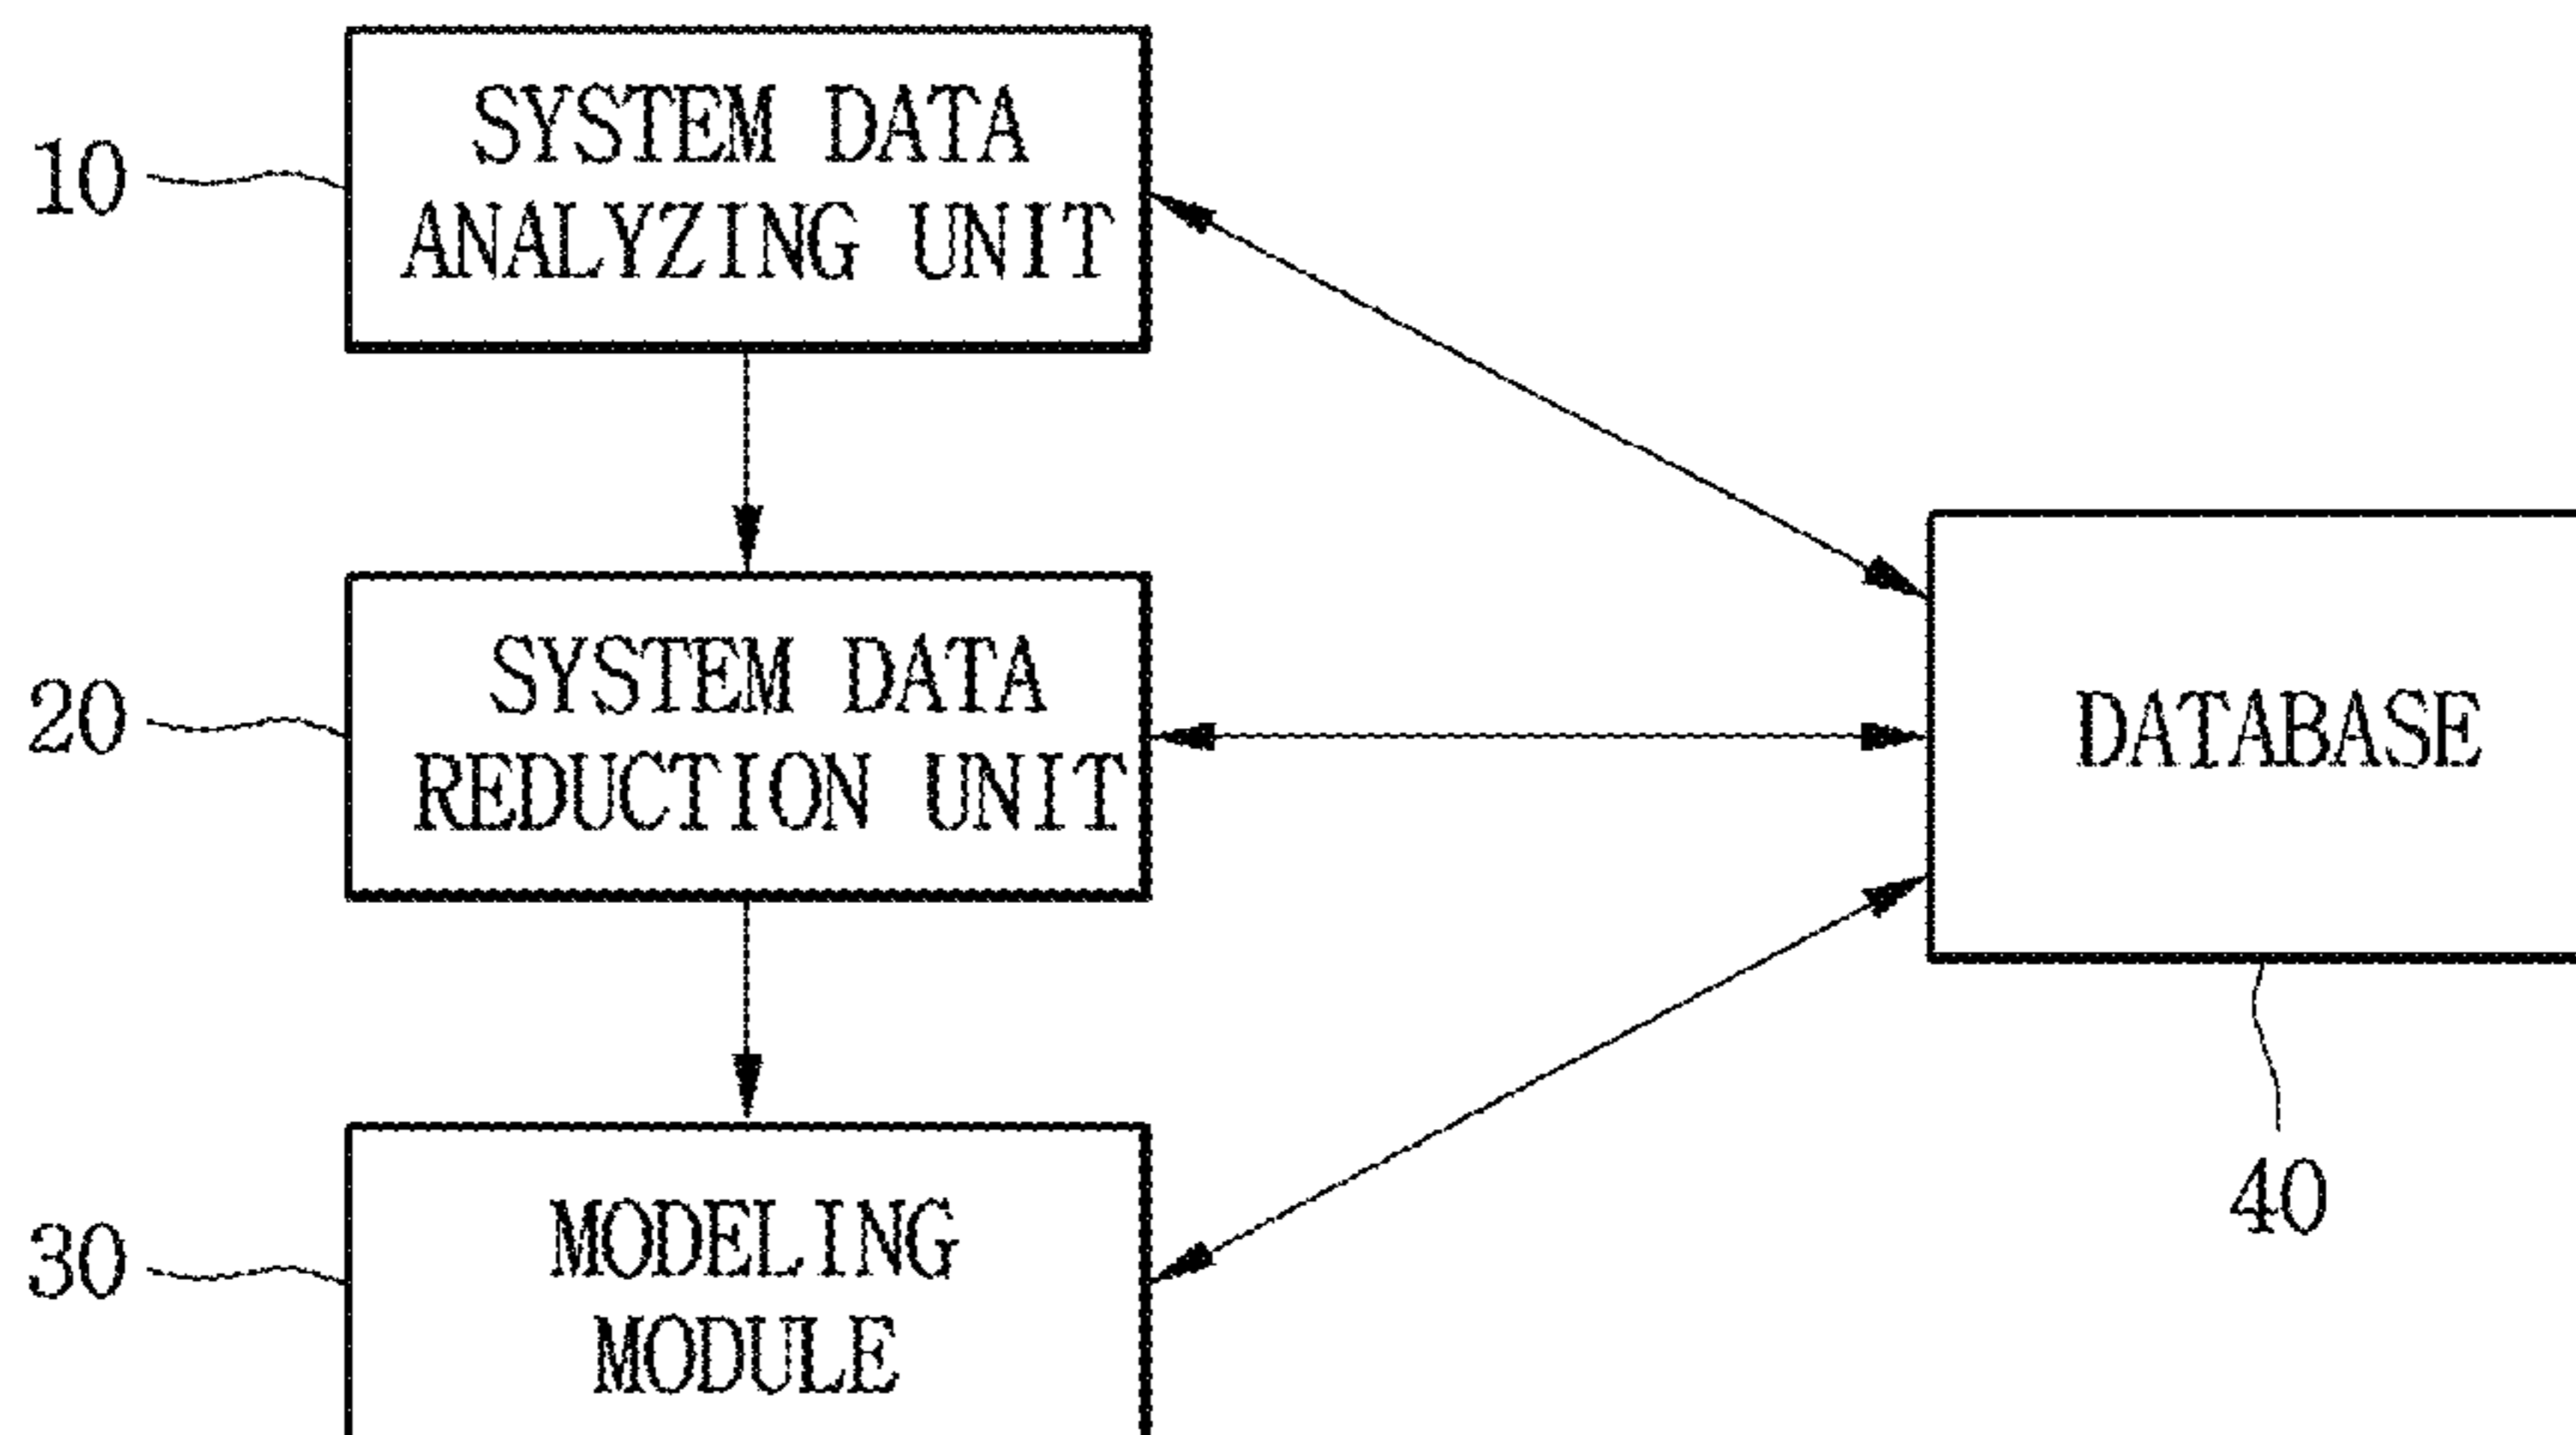 10
SYSTEM DATA
ANALYZING UNIT
20
SYSTEM DATA
REDUCTION UNIT
DATABASE
40
30
MODELING
MODULE